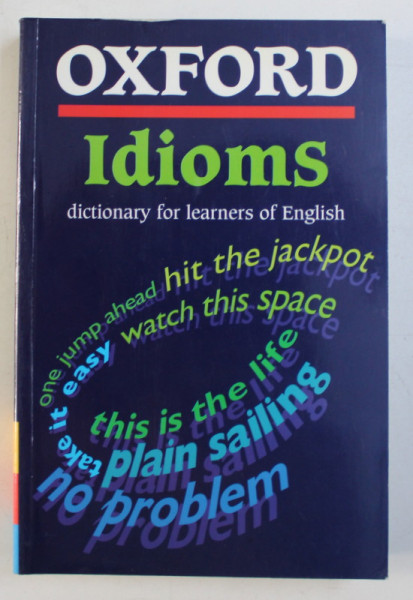 OXFORD
Idioms
dictionary for learners of English
one jump ahead hit the jackpot
take it easy watch this space
this is the life
plain sailing
no problem